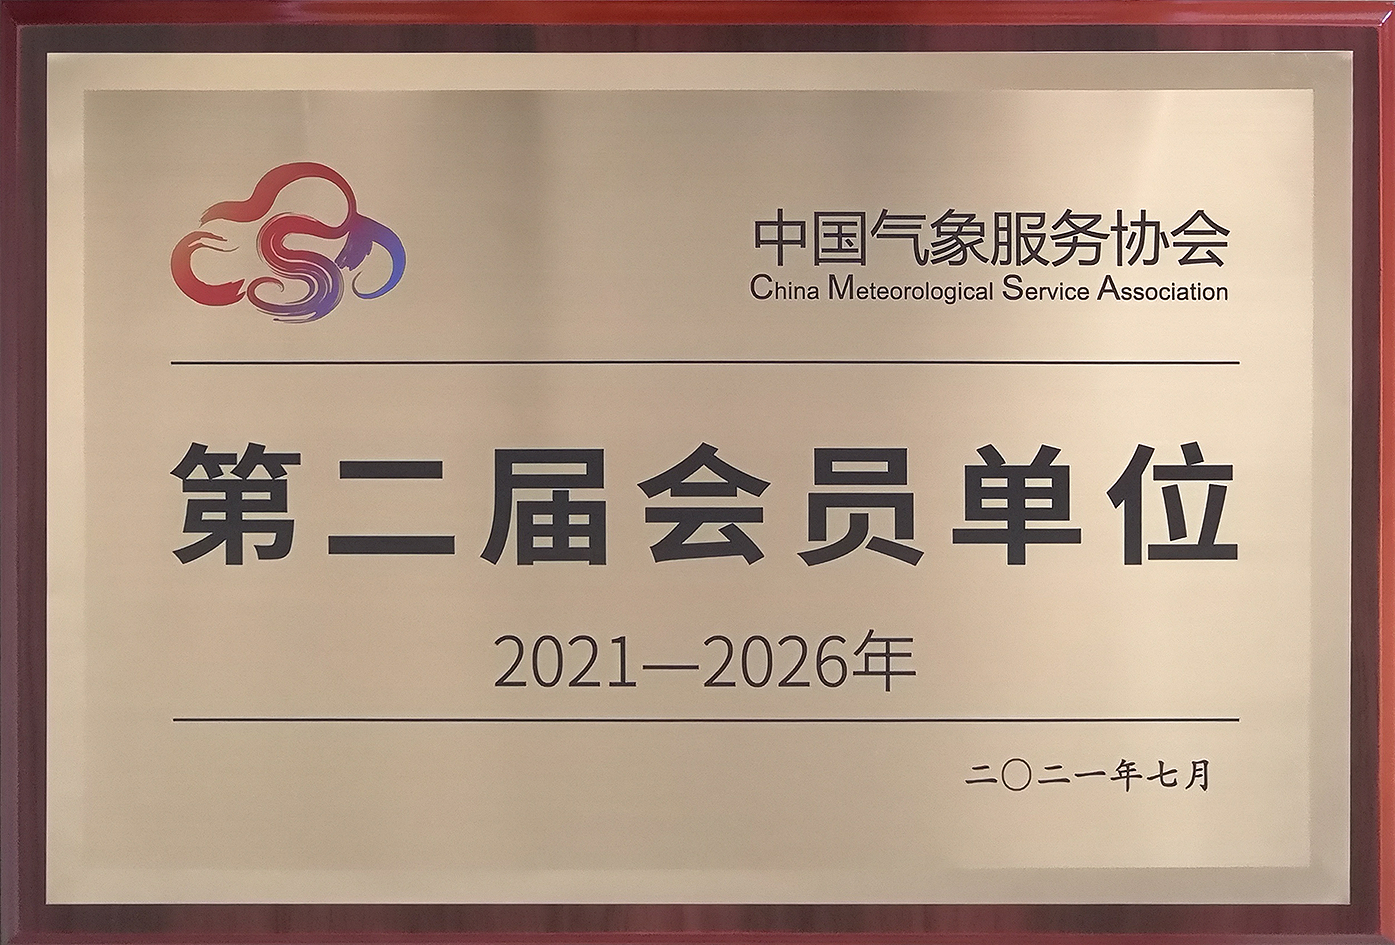 中国气象服务协会
China Meteorological Service Association
第二届会员单位
2021—2026年
二〇二一年七月